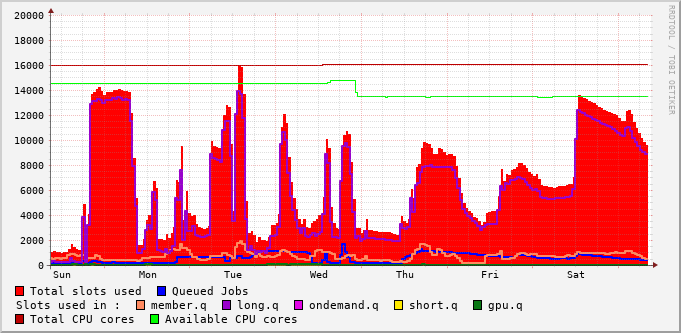 20000
18000
16000
14000
12000
10000
8000
6000
4000
2000
0
Sun Mon Tue Wed Thu Fri Sat
RRDTOOL / TOBI OETIKER
Total slots used Queued Jobs
Slots used in : member.q long.q ondemand.q short.q gpu.q
Total CPU cores Available CPU cores